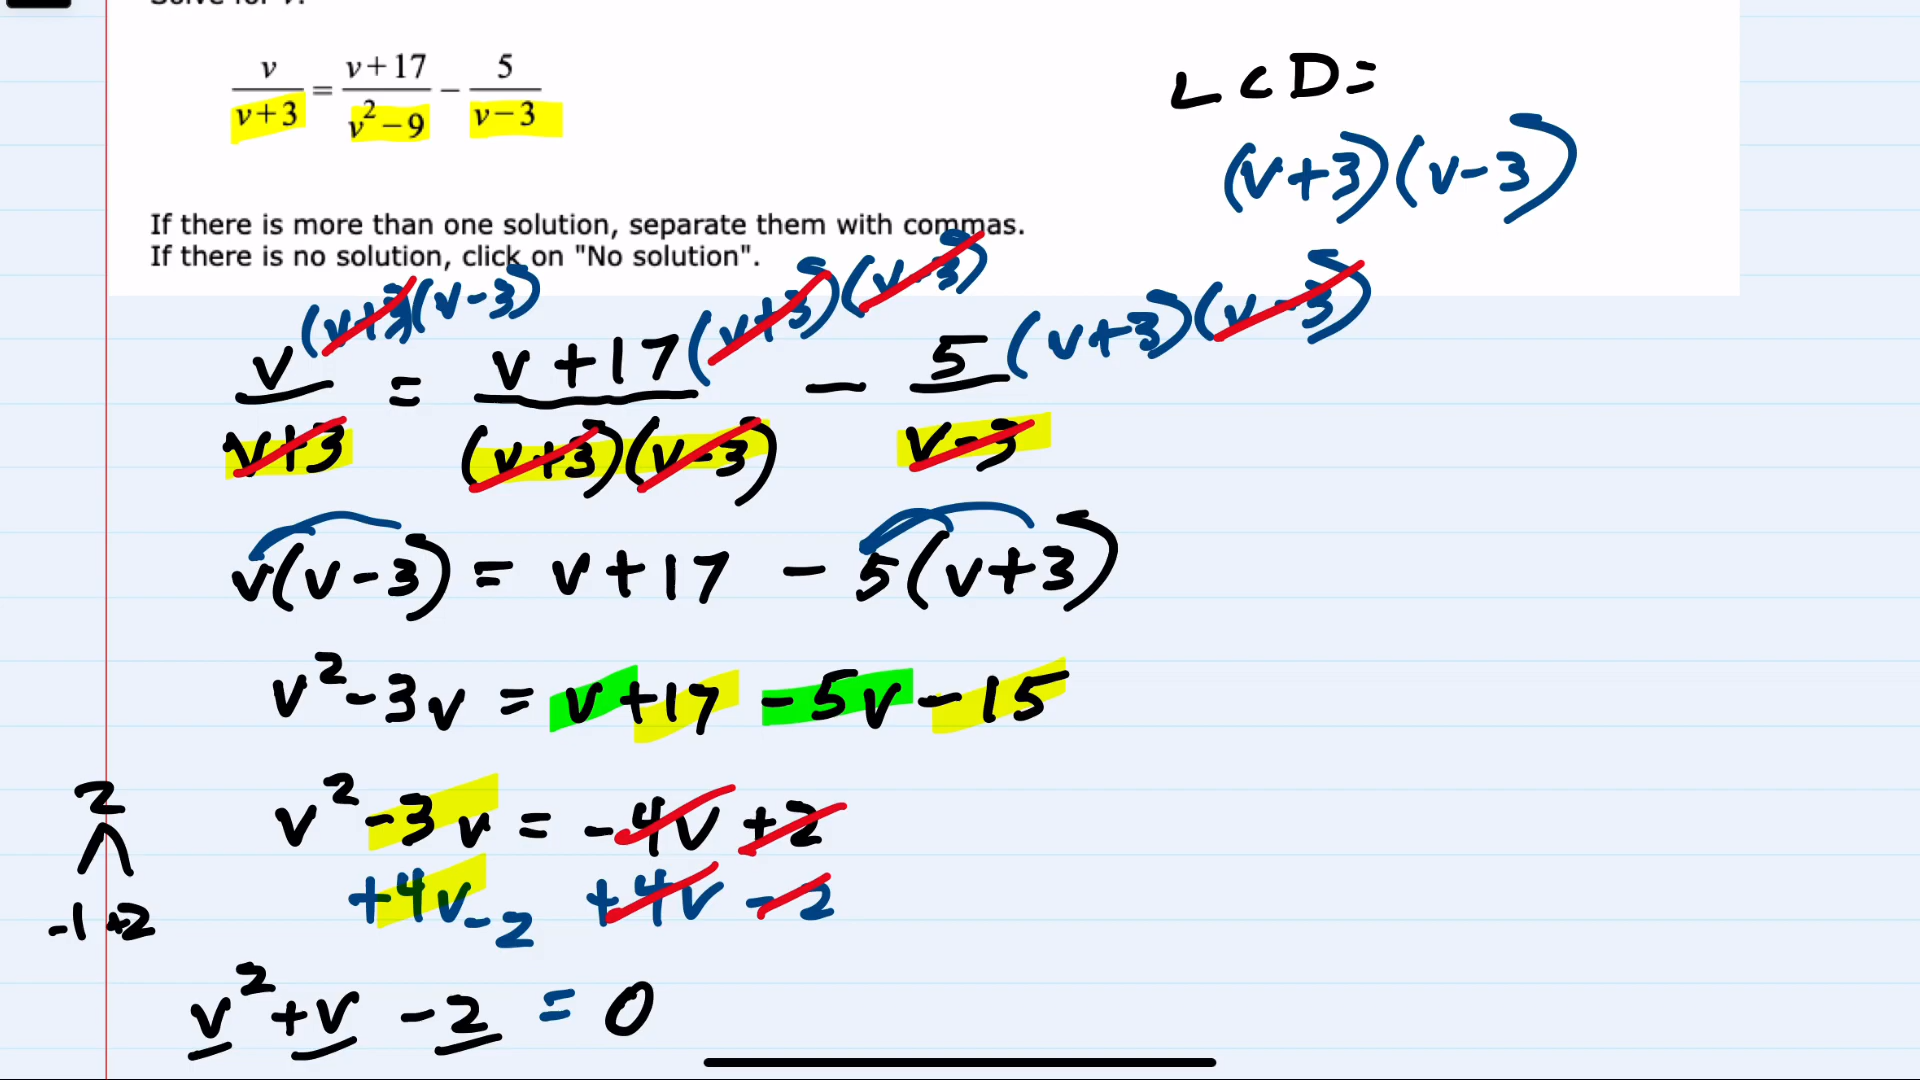 Solve for v.
v/(v+3) = (v+17)/(v²−9) − 5/(v−3)
LCD=
(v+3)(v−3)
If there is more than one solution, separate them with commas.
If there is no solution, click on "No solution".
v(v+3)(v-3)/(v+3) = v+17(v+3)(v-3)/((v+3)(v-3)) − 5(v+3)(v-3)/(v-3)
v(v-3) = v+17 − 5(v+3)
v²-3v = v+17 -5v -15
v² -3v = -4v +2
+4v -2 +4v -2
2
-1 +2
v² +v -2 = 0